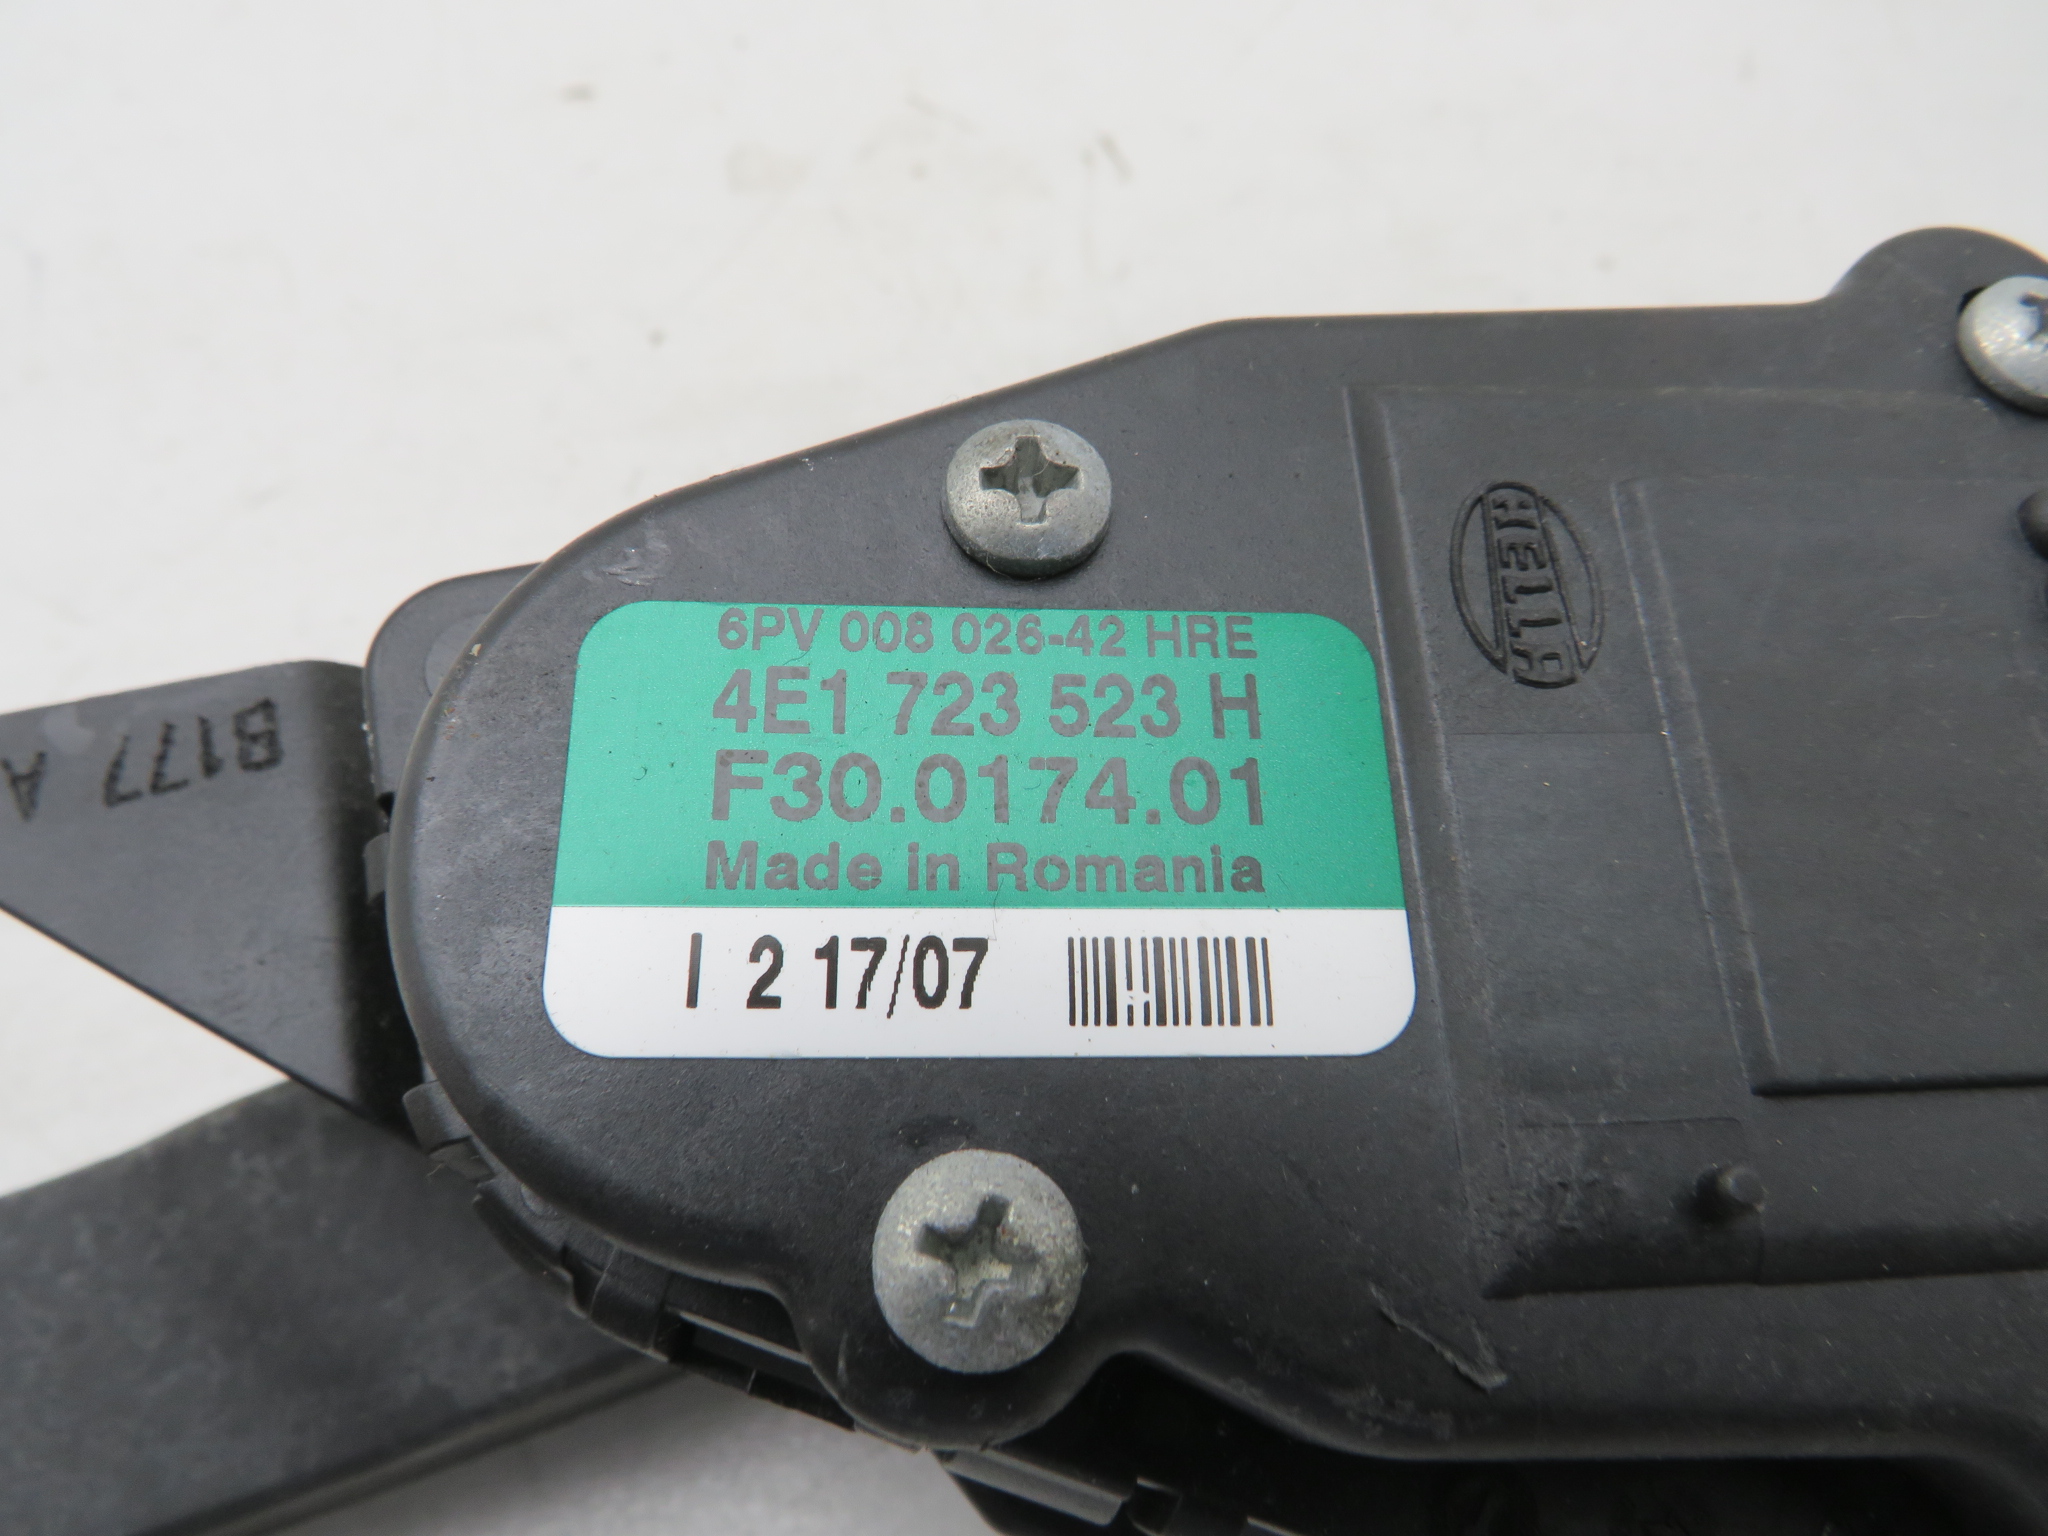 HELLA
6PV 008 026-42 HRE
4E1 723 523 H
F30.0174.01
Made in Romania
I 2 17/07
B177 A